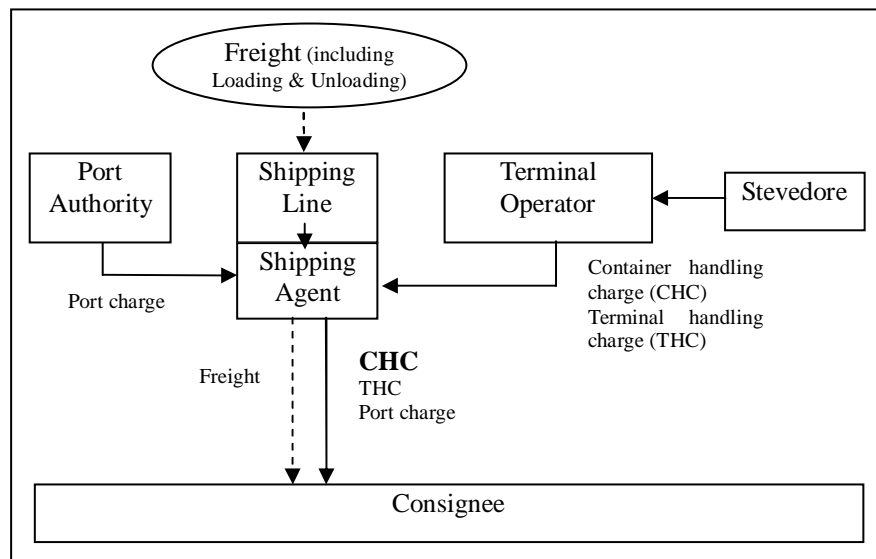 Freight (including
Loading & Unloading)
Port
Authority
Shipping
Line
Terminal
Operator
Stevedore
Shipping
Agent
Port charge
Container handling
charge (CHC)
Terminal handling
charge (THC)
Freight
CHC
THC
Port charge
Consignee